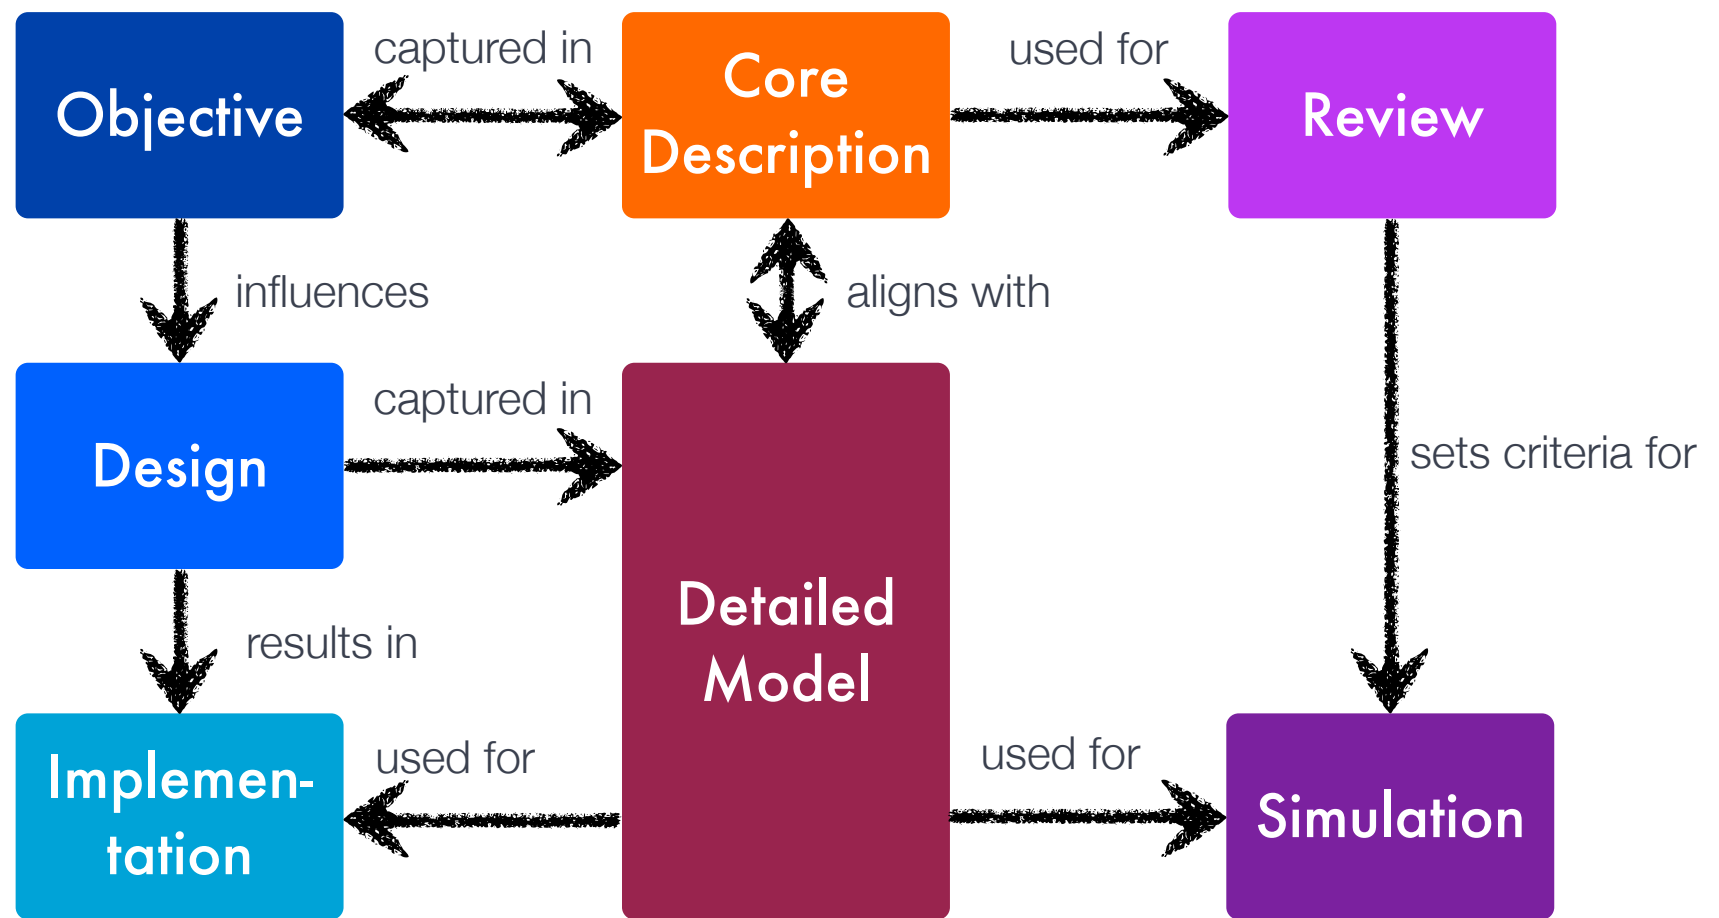 captured in
used for
Objective
Core
Description
Review
influences
aligns with
captured in
Design
sets criteria for
Detailed
Model
results in
used for
used for
Implemen-
tation
Simulation